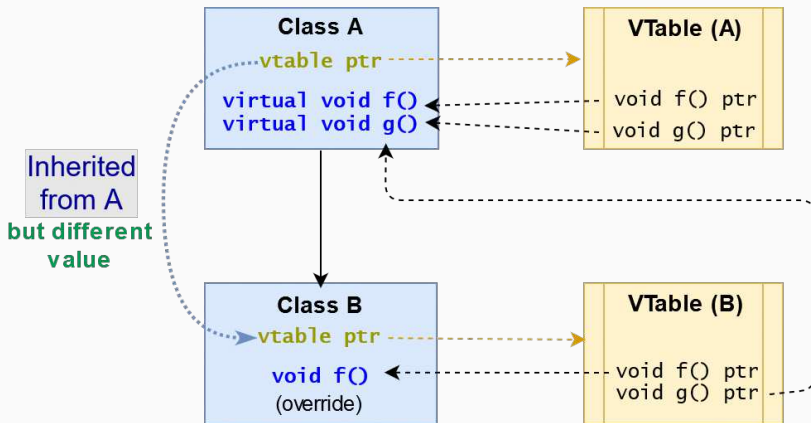 Class A
vtable ptr
virtual void f()
virtual void g()
VTable (A)
void f() ptr
void g() ptr
Inherited
from A
but different
value
Class B
vtable ptr
void f()
(override)
VTable (B)
void f() ptr
void g() ptr